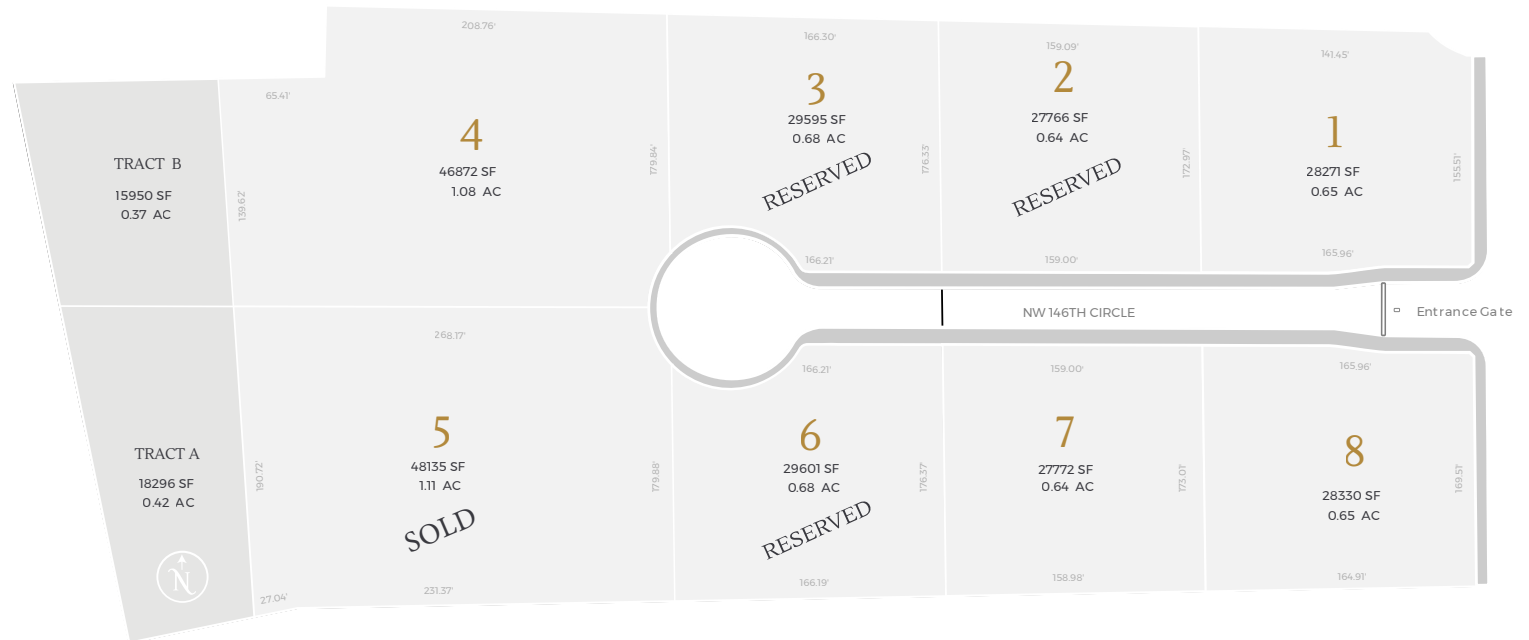 208.76'
166.30'
159.09'
141.45'
65.41'
4
46872 SF
1.08 AC
179.84'
3
29595 SF
0.68 AC
RESERVED
176.33'
2
27766 SF
0.64 AC
RESERVED
172.97'
1
28271 SF
0.65 AC
155.51'
TRACT B
15950 SF
0.37 AC
139.62'
166.21'
159.00'
165.96'
NW 146TH CIRCLE
Entrance Gate
268.17'
166.21'
159.00'
165.96'
TRACT A
18296 SF
0.42 AC
N
190.72'
5
48135 SF
1.11 AC
SOLD
179.88'
6
29601 SF
0.68 AC
RESERVED
176.37'
7
27772 SF
0.64 AC
173.01'
8
28330 SF
0.65 AC
169.51'
27.04'
231.37'
166.19'
158.98'
164.91'